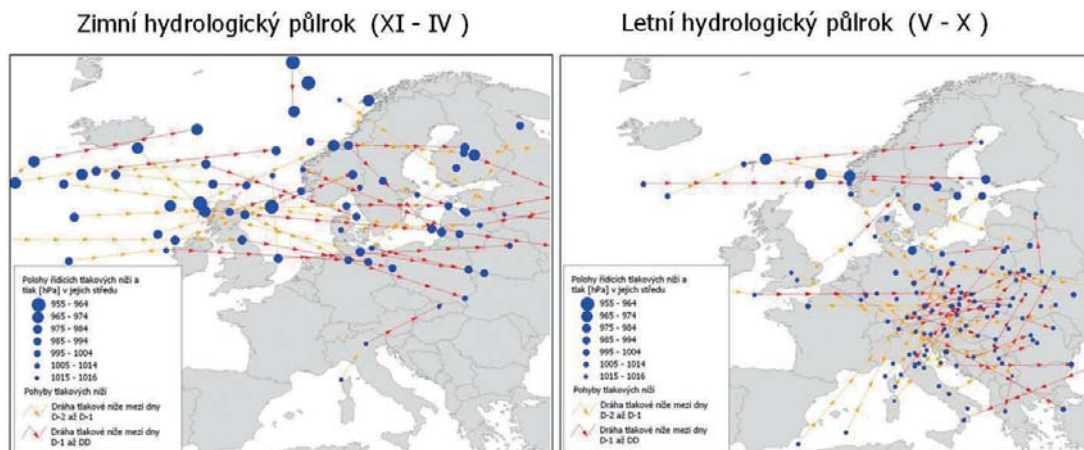 Zimní hydrologický půlrok (XI - IV )
Polohy řídících tlakových níží a
tlak [hPa] v jejich středu
955 - 964
965 - 974
975 - 984
985 - 994
995 - 1004
1005 - 1014
1015 - 1016
Pohyby tlakových níží
Dráha tlakové níže mezi dny
D-2 až D-1
Dráha tlakové níže mezi dny
D-1 až DD
Letní hydrologický půlrok (V - X)
Polohy řídících tlakových níží a
tlak [hPa] v jejich středu
955 - 964
965 - 974
975 - 984
985 - 994
995 - 1004
1005 - 1014
1015 - 1016
Pohyby tlakových níží
Dráha tlakové níže mezi dny
D-2 až D-1
Dráha tlakové níže mezi dny
D-1 až DD